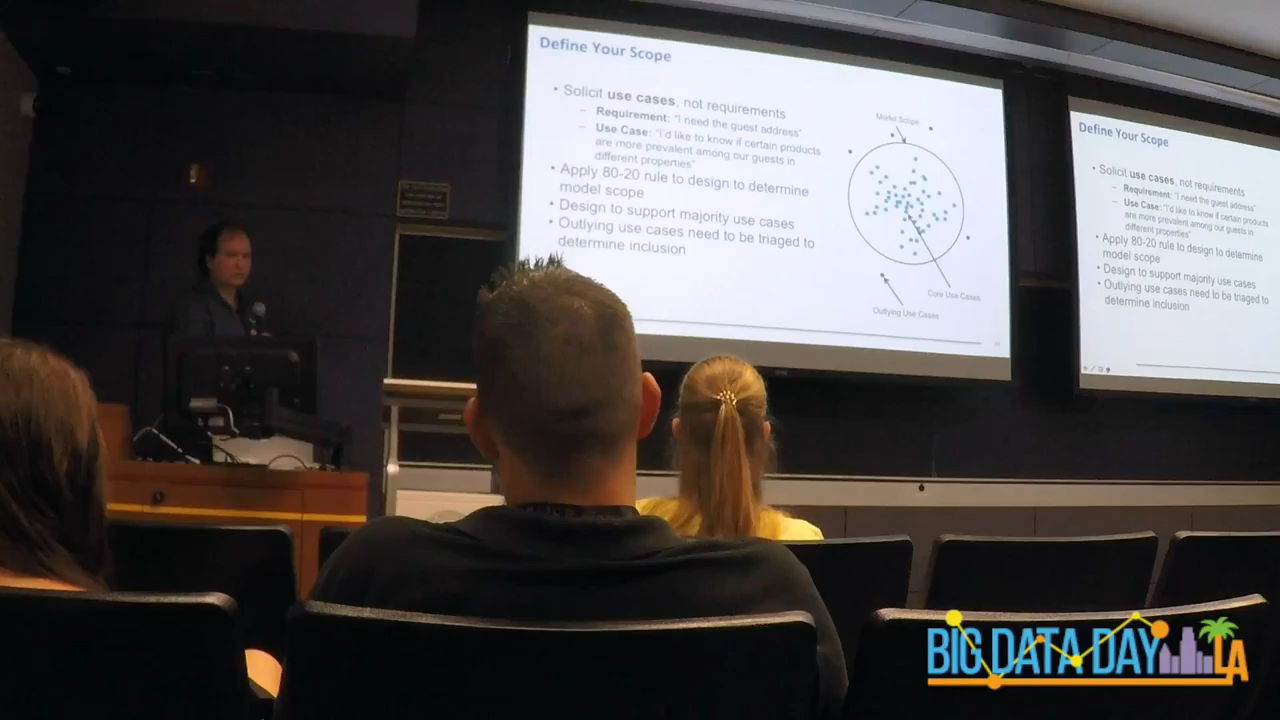 Define Your Scope
• Solicit use cases, not requirements
– Requirement: "I need the guest address"
– Use Case: "I'd like to know if certain products
are more prevalent among our guests in
different properties"
• Apply 80-20 rule to design to determine
model scope
• Design to support majority use cases
• Outlying use cases need to be triaged to
determine inclusion
Model Scope
Core Use Cases
Outlying Use Cases
Define Your Scope
• Solicit use cases, not requirements
– Requirement: "I need the guest address"
– Use Case: "I'd like to know if certain products
are more prevalent among our guests in
different properties"
• Apply 80-20 rule to design to determine
model scope
• Design to support majority use cases
• Outlying use cases need to be triaged to
determine inclusion
BIG DATA DAY LA